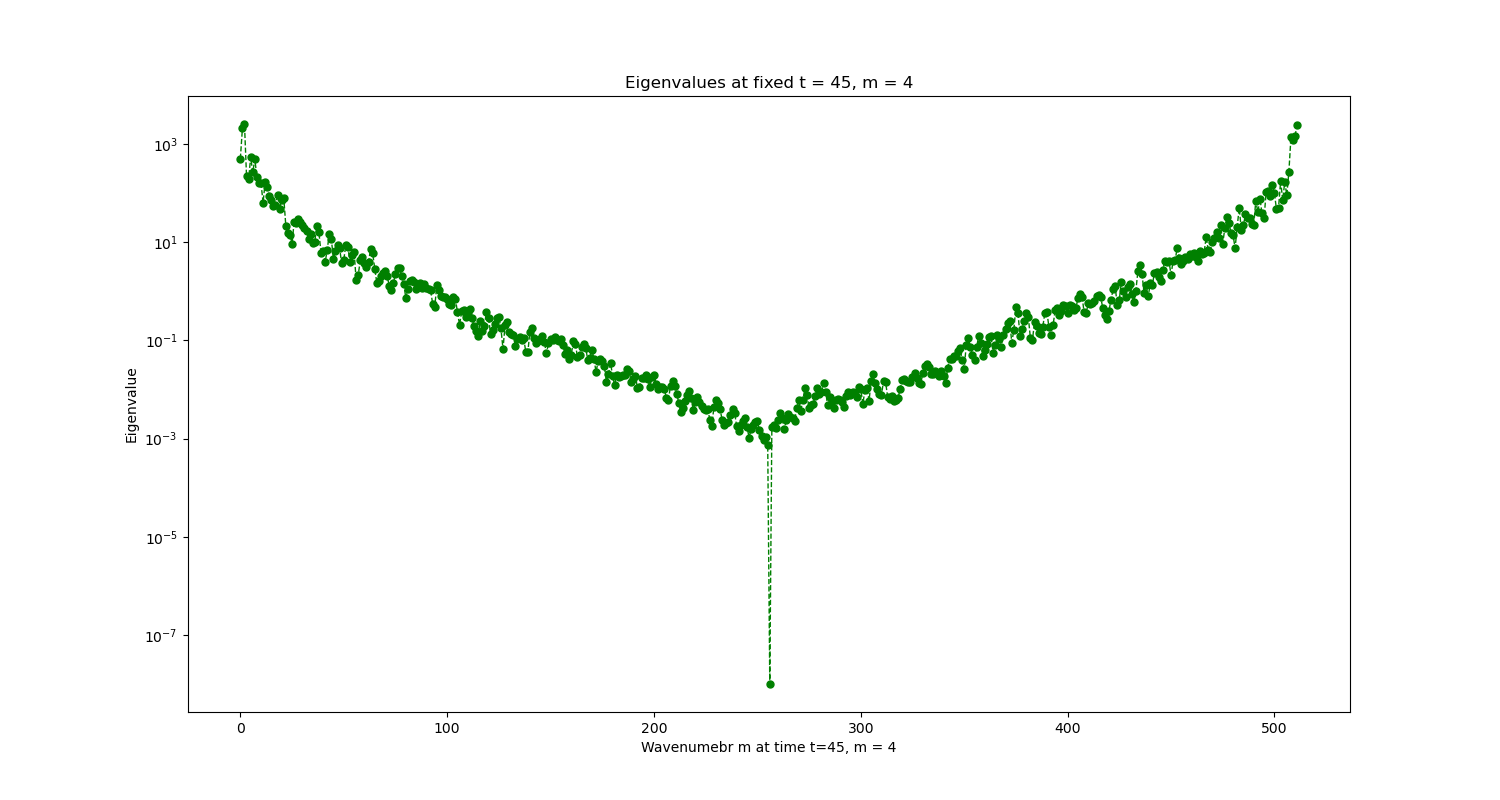 Eigenvalues at fixed t = 45, m = 4
10³
10¹
10⁻¹
10⁻³
10⁻⁵
10⁻⁷
Eigenvalue
0 100 200 300 400 500
Wavenumebr m at time t=45, m = 4